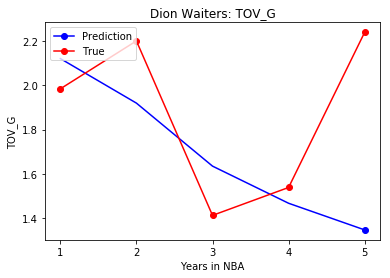 Dion Waiters: TOV_G
Prediction
True
2.2
2.0
1.8
1.6
1.4
TOV_G
1
2
3
4
5
Years in NBA